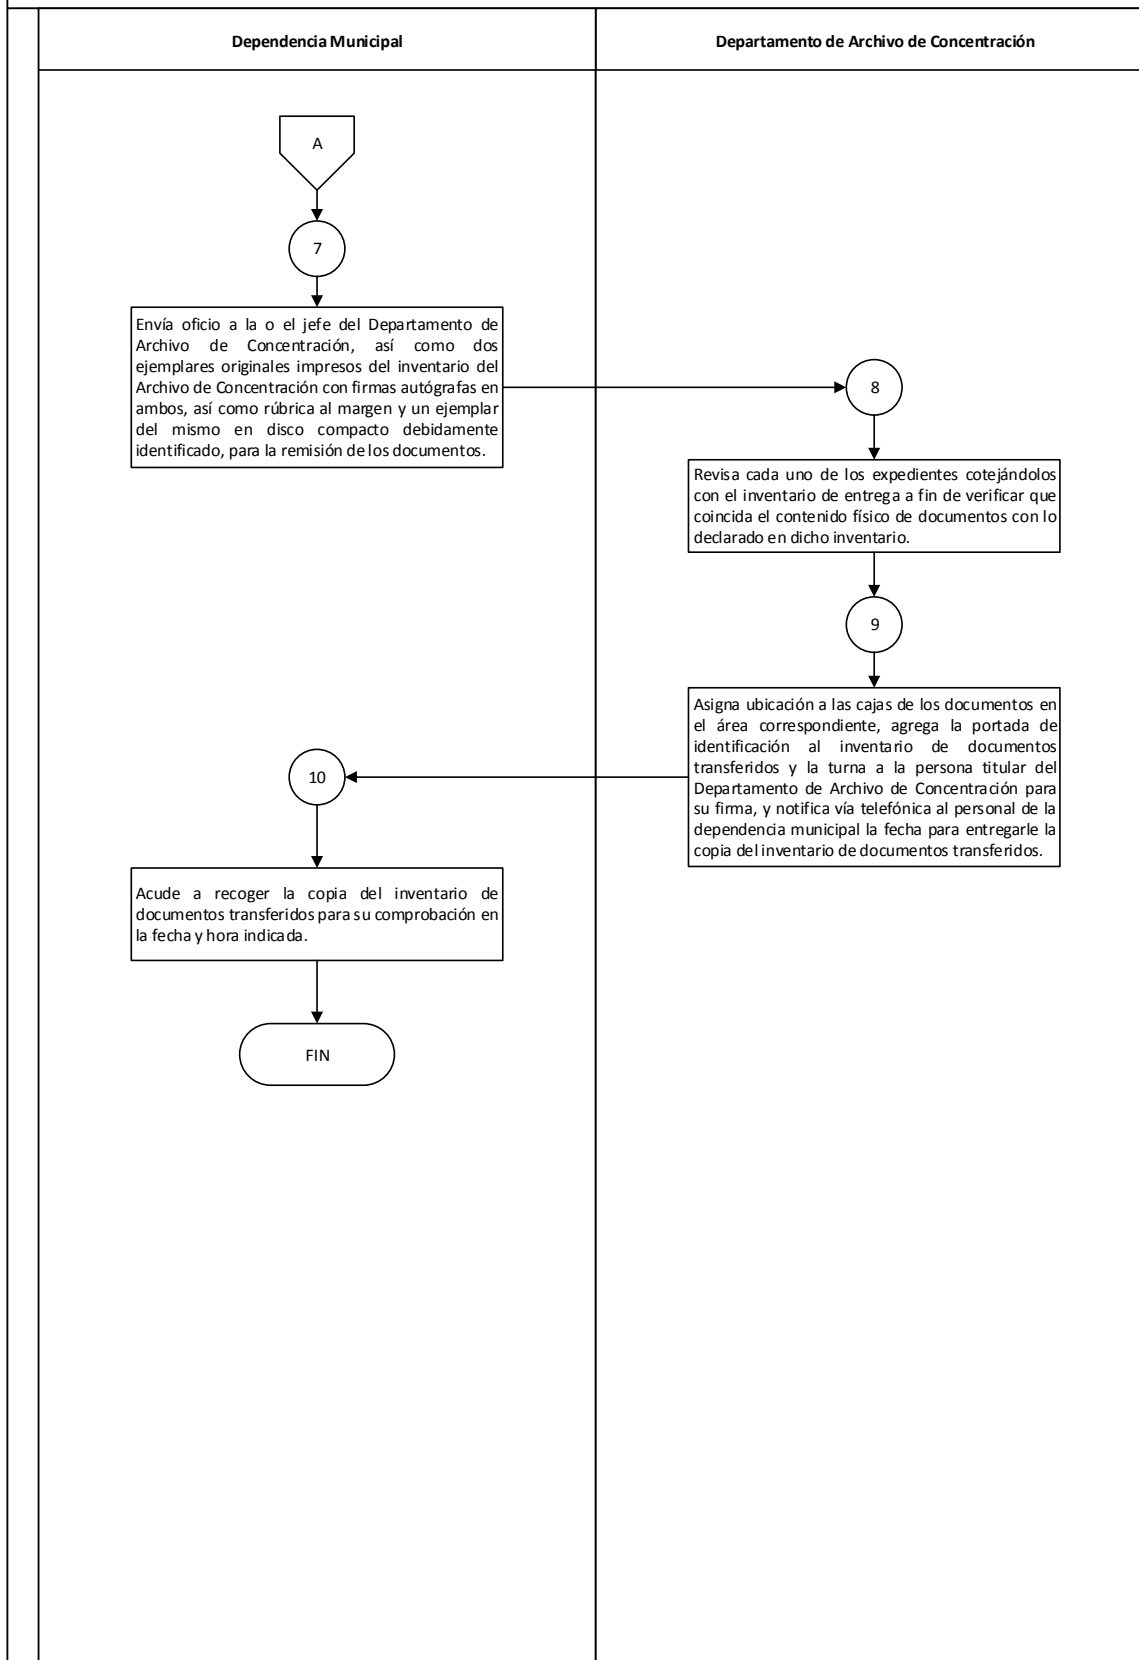 Dependencia Municipal
Departamento de Archivo de Concentración
A
7
Envía oficio a la o el jefe del Departamento de
Archivo de Concentración, así como dos
ejemplares originales impresos del inventario del
Archivo de Concentración con firmas autógrafas en
ambos, así como rúbrica al margen y un ejemplar
del mismo en disco compacto debidamente
identificado, para la remisión de los documentos.
8
Revisa cada uno de los expedientes cotejándolos
con el inventario de entrega a fin de verificar que
coincida el contenido físico de documentos con lo
declarado en dicho inventario.
9
Asigna ubicación a las cajas de los documentos en
el área correspondiente, agrega la portada de
identificación al inventario de documentos
transferidos y la turna a la persona titular del
Departamento de Archivo de Concentración para
su firma, y notifica vía telefónica al personal de la
dependencia municipal la fecha para entregarle la
copia del inventario de documentos transferidos.
10
Acude a recoger la copia del inventario de
documentos transferidos para su comprobación en
la fecha y hora indicada.
FIN